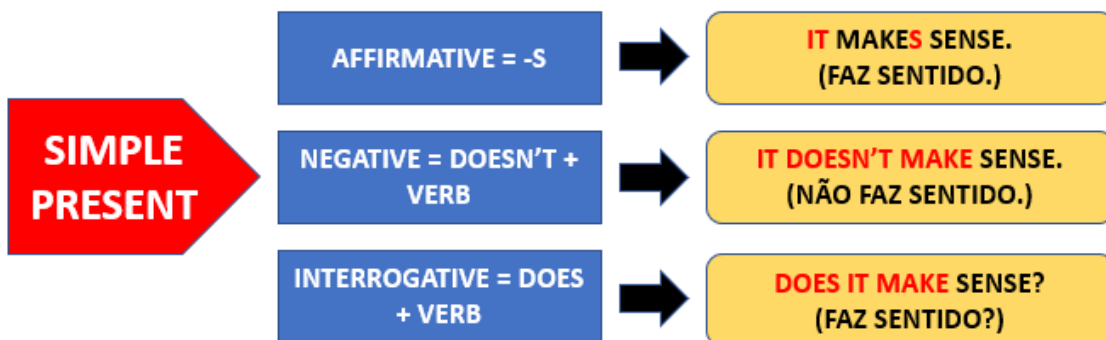 SIMPLE
PRESENT
AFFIRMATIVE = -S
IT MAKES SENSE.
(FAZ SENTIDO.)
NEGATIVE = DOESN'T +
VERB
IT DOESN'T MAKE SENSE.
(NÃO FAZ SENTIDO.)
INTERROGATIVE = DOES
+ VERB
DOES IT MAKE SENSE?
(FAZ SENTIDO?)